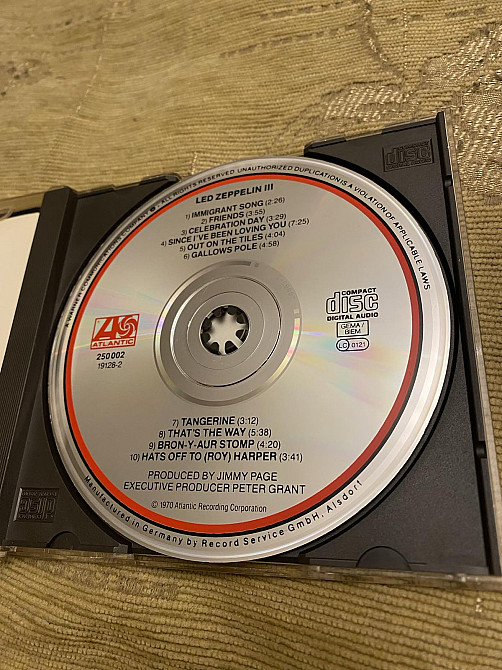 A WARNER COMMUNICATIONS COMPANY ALL RIGHTS RESERVED. UNAUTHORIZED DUPLICATION IS A VIOLATION OF APPLICABLE LAWS
LED ZEPPELIN III
1) IMMIGRANT SONG (2:26)
2) FRIENDS (3:55)
3) CELEBRATION DAY (3:29)
4) SINCE I'VE BEEN LOVING YOU (7:25)
5) OUT ON THE TILES (4:04)
6) GALLOWS POLE (4:58)
ATLANTIC
250 002
19128-2
COMPACT
disc
DIGITAL AUDIO
GEMA/
BIEM
LC 0121
7) TANGERINE (3:12)
8) THAT'S THE WAY (5:38)
9) BRON-Y-AUR STOMP (4:20)
10) HATS OFF TO (ROY) HARPER (3:41)
PRODUCED BY JIMMY PAGE
EXECUTIVE PRODUCER PETER GRANT
© 1970 Atlantic Recording Corporation
Manufactured in Germany by Record Service GmbH, Alsdorf
disc
disc